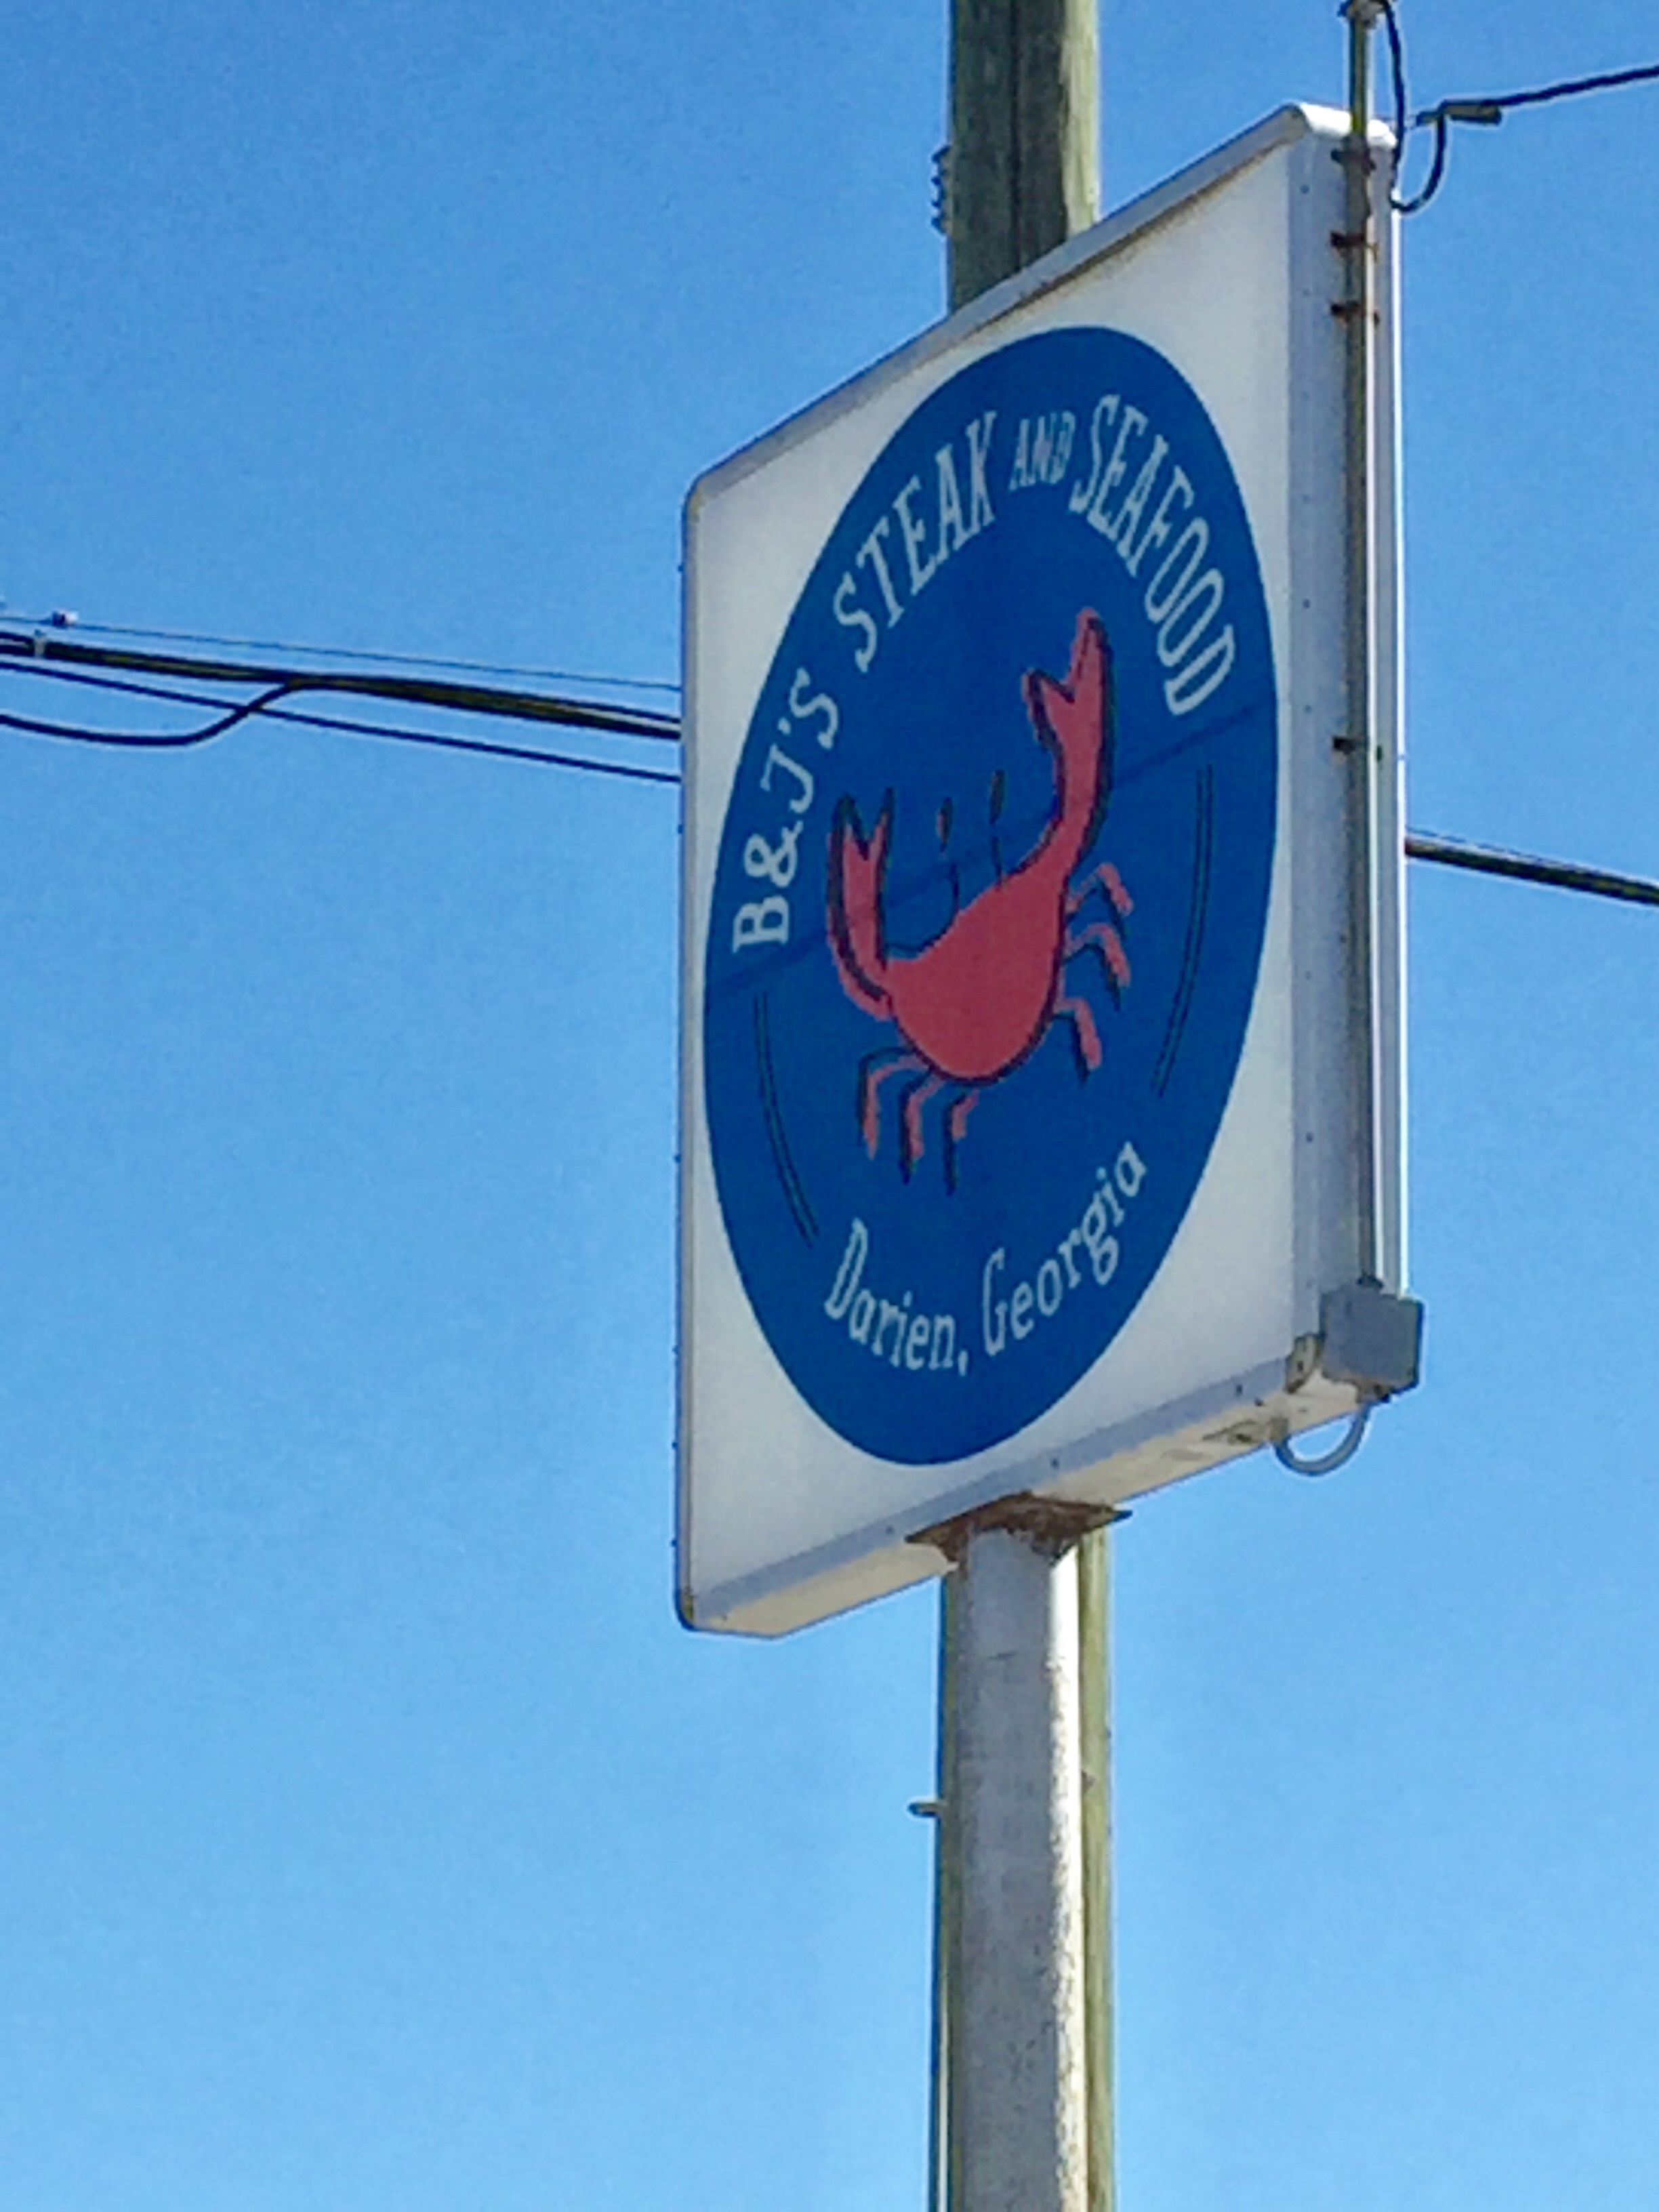 B&J'S STEAK AND SEAFOOD
Darien, Georgia